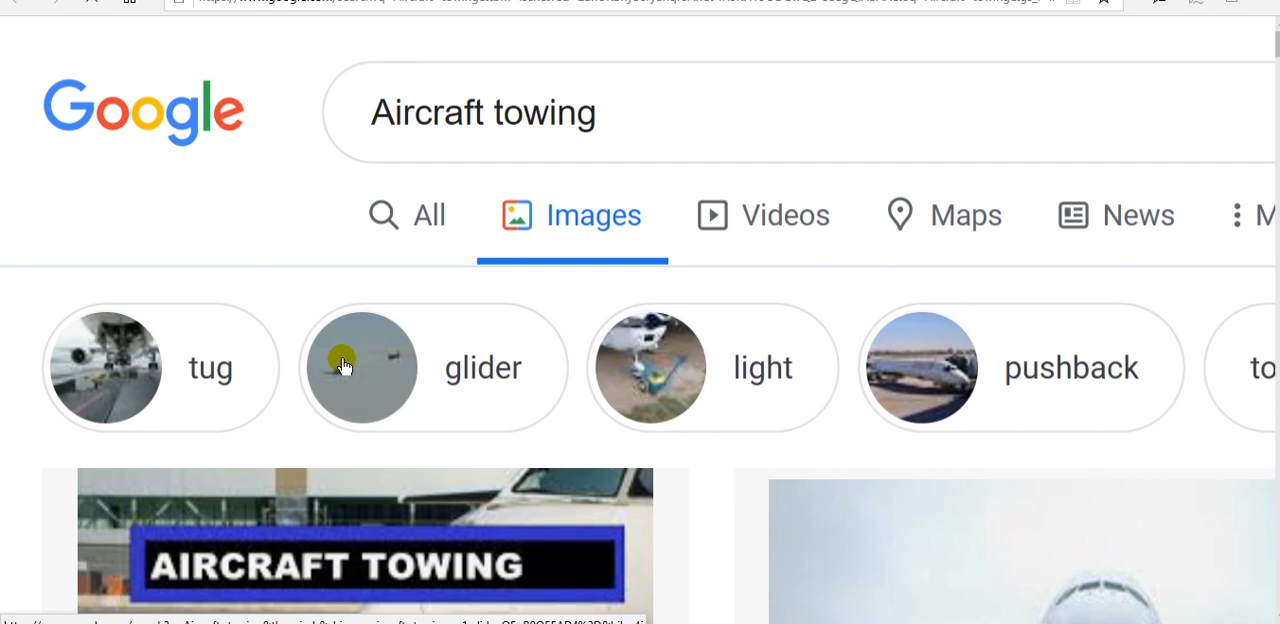 Google
Aircraft towing
All Images Videos Maps News
tug glider light pushback
AIRCRAFT TOWING